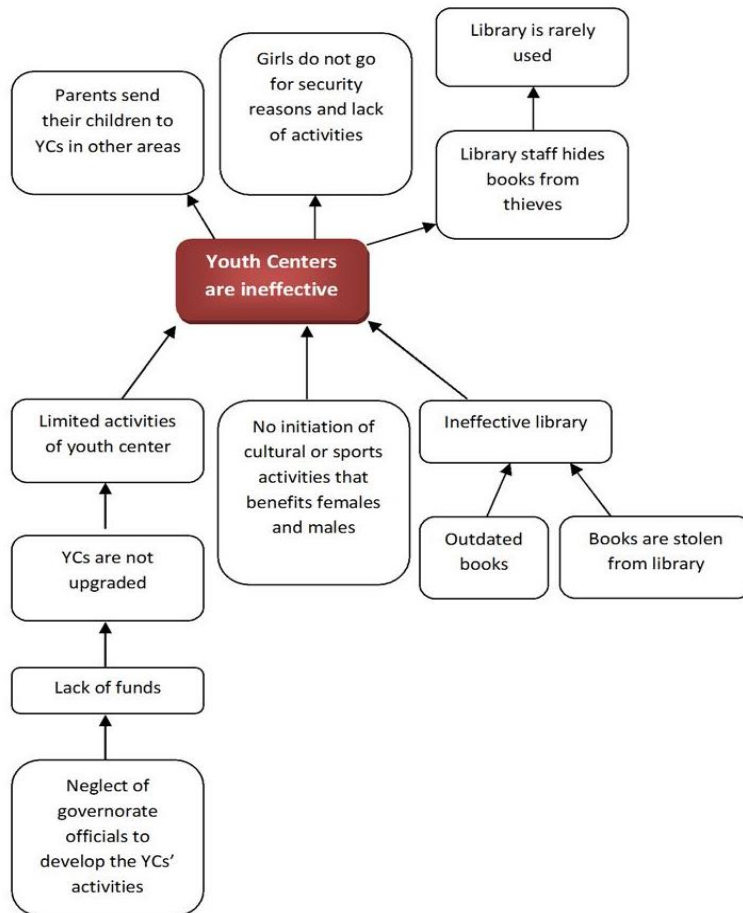 Parents send
their children to
YCs in other areas
Girls do not go
for security
reasons and lack
of activities
Library is rarely
used
Library staff hides
books from
thieves
Youth Centers
are ineffective
Limited activities
of youth center
No initiation of
cultural or sports
activities that
benefits females
and males
Ineffective library
Outdated
books
Books are stolen
from library
YCs are not
upgraded
Lack of funds
Neglect of
governorate
officials to
develop the YCs’
activities